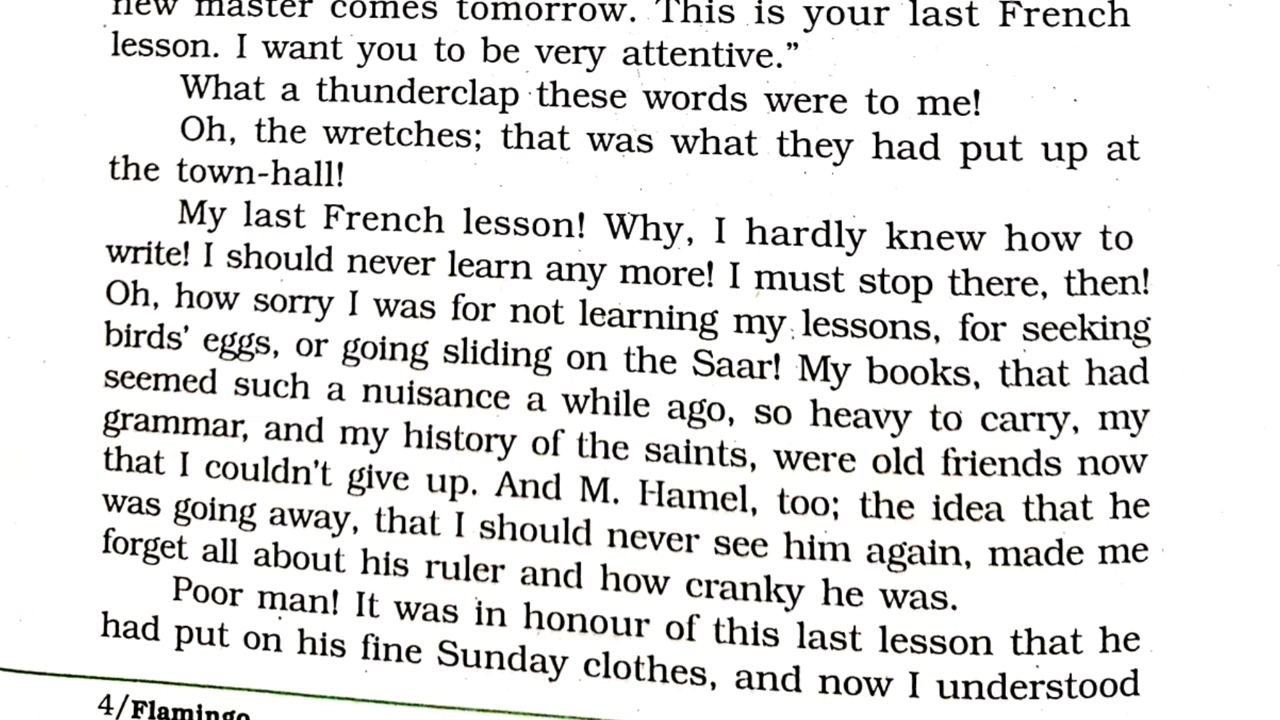 new master comes tomorrow. This is your last French
lesson. I want you to be very attentive.”
What a thunderclap these words were to me!
Oh, the wretches; that was what they had put up at
the town-hall!
My last French lesson! Why, I hardly knew how to
write! I should never learn any more! I must stop there, then!
Oh, how sorry I was for not learning my lessons, for seeking
birds’ eggs, or going sliding on the Saar! My books, that had
seemed such a nuisance a while ago, so heavy to carry, my
grammar, and my history of the saints, were old friends now
that I couldn’t give up. And M. Hamel, too; the idea that he
was going away, that I should never see him again, made me
forget all about his ruler and how cranky he was.
Poor man! It was in honour of this last lesson that he
had put on his fine Sunday clothes, and now I understood
4/Flamingo